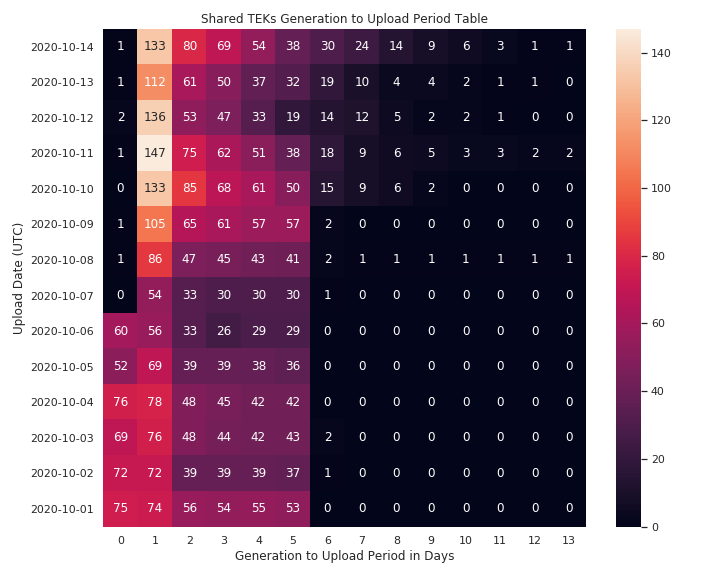 Shared TEKs Generation to Upload Period Table
Upload Date (UTC)
2020-10-14 1 133 80 69 54 38 30 24 14 9 6 3 1 1
2020-10-13 1 112 61 50 37 32 19 10 4 4 2 1 1 0
2020-10-12 2 136 53 47 33 19 14 12 5 2 2 1 0 0
2020-10-11 1 147 75 62 51 38 18 9 6 5 3 3 2 2
2020-10-10 0 133 85 68 61 50 15 9 6 2 0 0 0 0
2020-10-09 1 105 65 61 57 57 2 0 0 0 0 0 0 0
2020-10-08 1 86 47 45 43 41 2 1 1 1 1 1 1 1
2020-10-07 0 54 33 30 30 30 1 0 0 0 0 0 0 0
2020-10-06 60 56 33 26 29 29 0 0 0 0 0 0 0 0
2020-10-05 52 69 39 39 38 36 0 0 0 0 0 0 0 0
2020-10-04 76 78 48 45 42 42 0 0 0 0 0 0 0 0
2020-10-03 69 76 48 44 42 43 2 0 0 0 0 0 0 0
2020-10-02 72 72 39 39 39 37 1 0 0 0 0 0 0 0
2020-10-01 75 74 56 54 55 53 0 0 0 0 0 0 0 0
0 1 2 3 4 5 6 7 8 9 10 11 12 13
Generation to Upload Period in Days
140
120
100
80
60
40
20
0